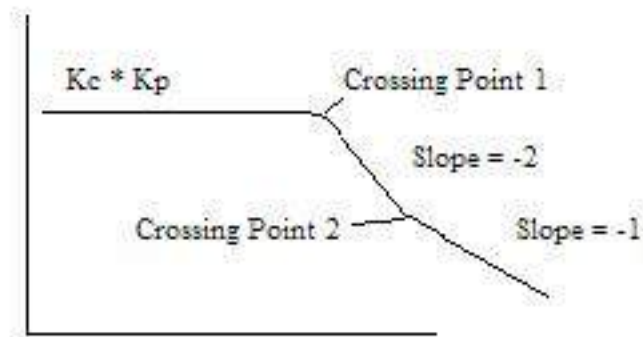 Kc * Kp
Crossing Point 1
Slope = -2
Crossing Point 2
Slope = -1